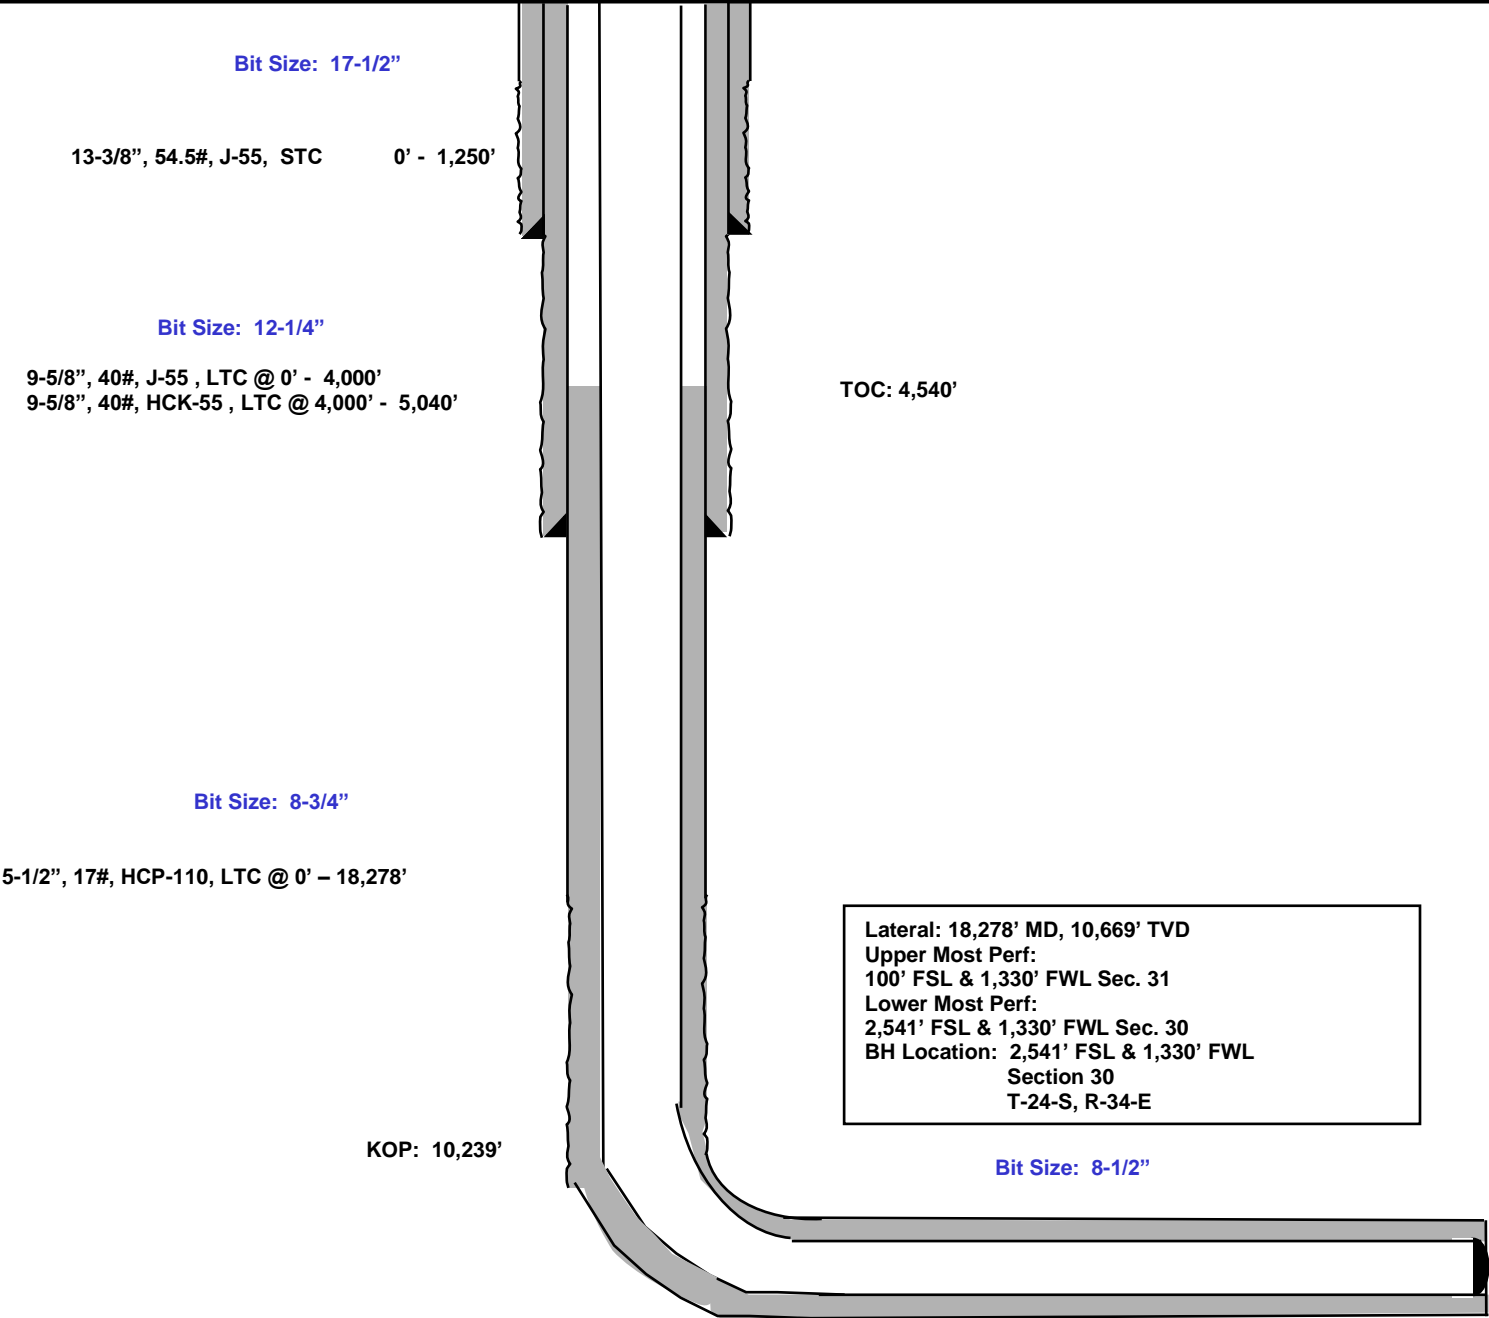 Bit Size: 17-1/2”
13-3/8”, 54.5#, J-55, STC 0’ - 1,250’
Bit Size: 12-1/4”
9-5/8”, 40#, J-55 , LTC @ 0’ - 4,000’
9-5/8”, 40#, HCK-55 , LTC @ 4,000’ - 5,040’
TOC: 4,540’
Bit Size: 8-3/4”
5-1/2”, 17#, HCP-110, LTC @ 0’ – 18,278’
Lateral: 18,278’ MD, 10,669’ TVD
Upper Most Perf:
100’ FSL & 1,330’ FWL Sec. 31
Lower Most Perf:
2,541’ FSL & 1,330’ FWL Sec. 30
BH Location: 2,541’ FSL & 1,330’ FWL
Section 30
T-24-S, R-34-E
KOP: 10,239’
Bit Size: 8-1/2”